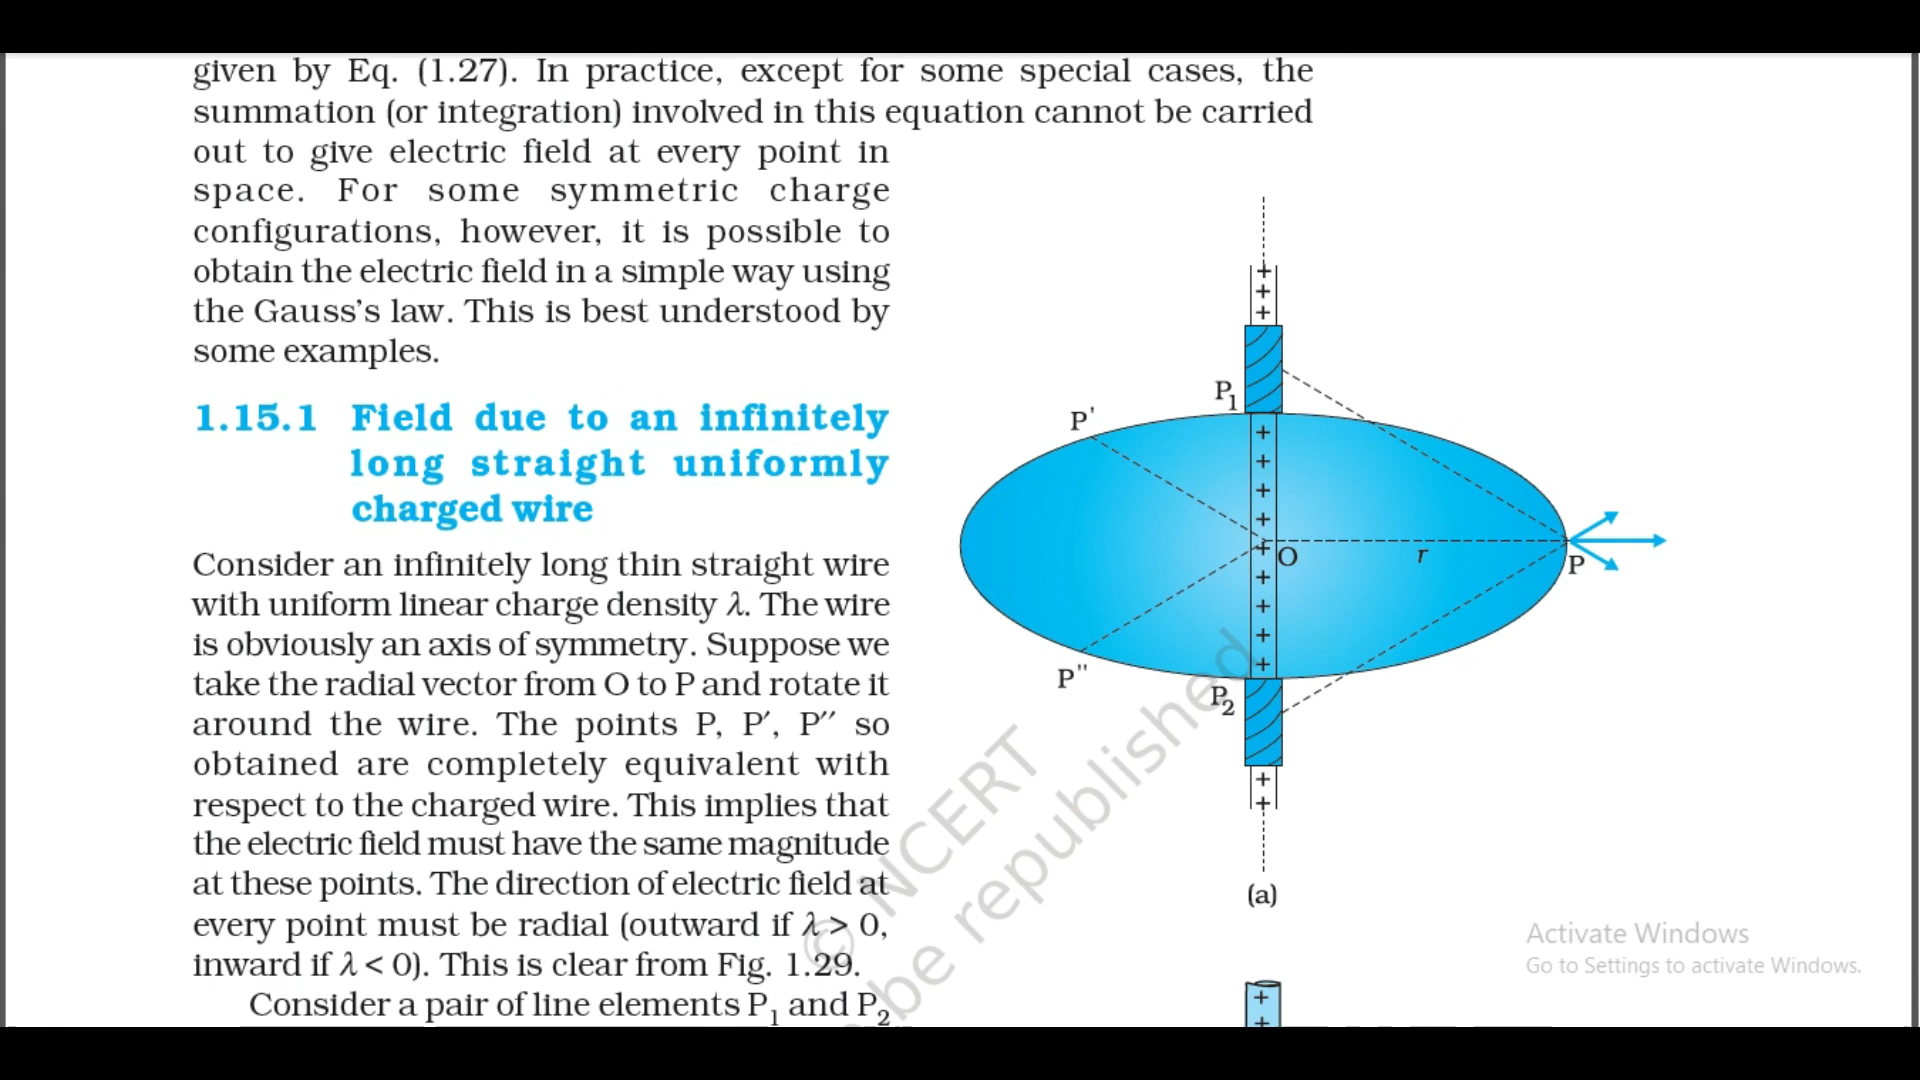 given by Eq. (1.27). In practice, except for some special cases, the
summation (or integration) involved in this equation cannot be carried
out to give electric field at every point in
space. For some symmetric charge
configurations, however, it is possible to
obtain the electric field in a simple way using
the Gauss's law. This is best understood by
some examples.
1.15.1 Field due to an infinitely
long straight uniformly
charged wire
Consider an infinitely long thin straight wire
with uniform linear charge density λ. The wire
is obviously an axis of symmetry. Suppose we
take the radial vector from O to P and rotate it
around the wire. The points P, P′, P′′ so
obtained are completely equivalent with
respect to the charged wire. This implies that
the electric field must have the same magnitude
at these points. The direction of electric field at
every point must be radial (outward if λ > 0,
inward if λ < 0). This is clear from Fig. 1.29.
Consider a pair of line elements P₁ and P₂
+
+
+
P₁
P'
+
+
+
+
+
O
r
P
+
+
+
+
P"
P₂
+
+
(a)
+
+
© NCERT
be republished
Activate Windows
Go to Settings to activate Windows.